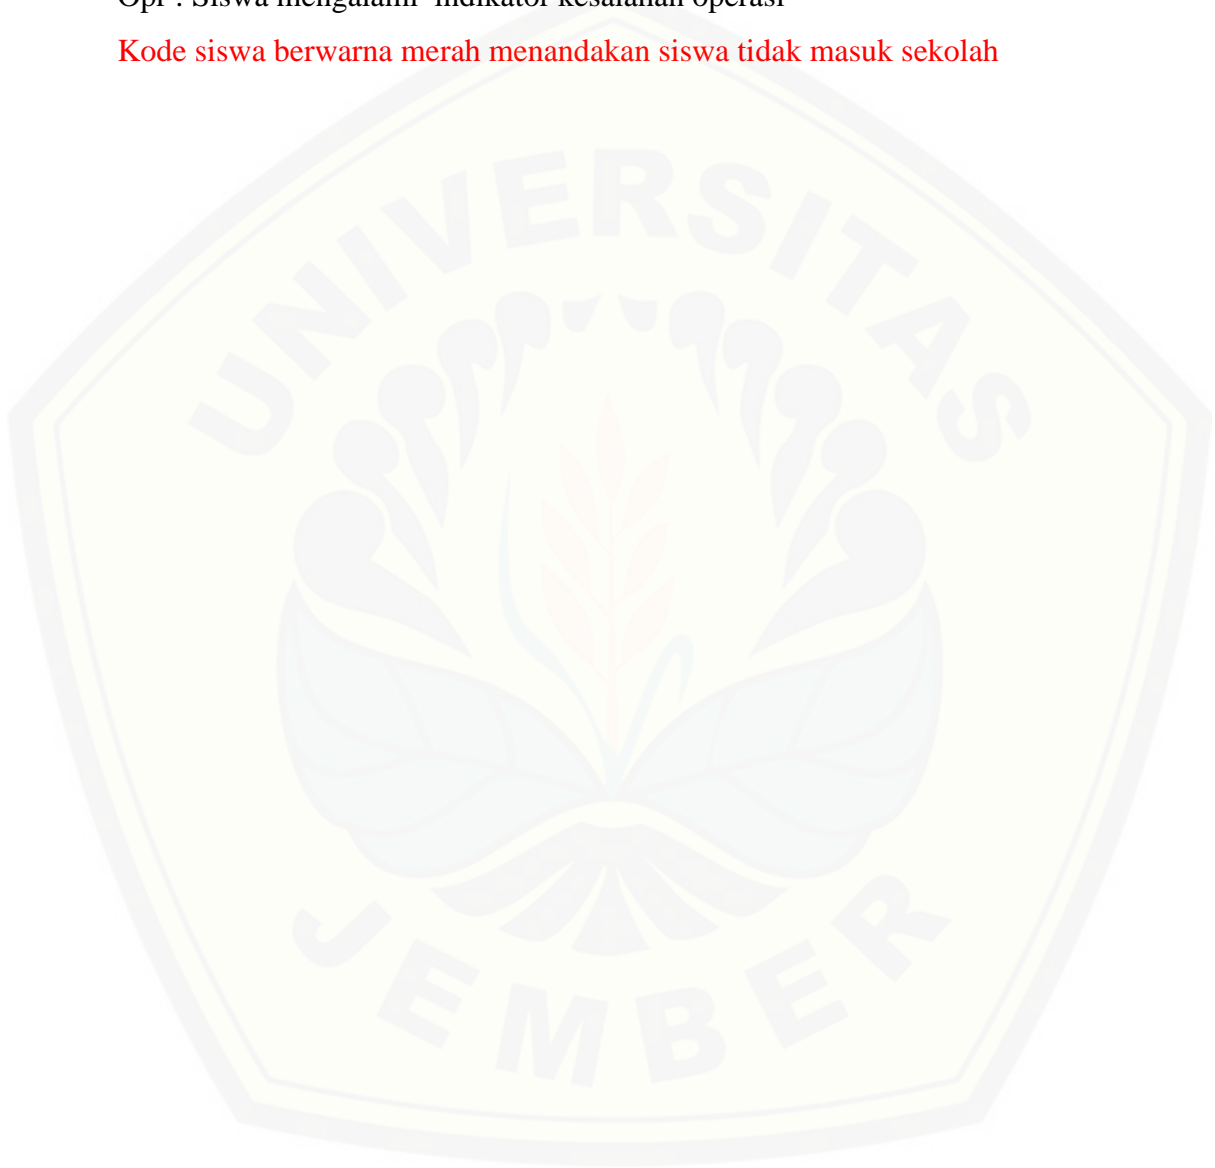 Opr : Siswa mengalami indikator kesalahan operasi
Kode siswa berwarna merah menandakan siswa tidak masuk sekolah
UNIVERSITAS
JEMBER